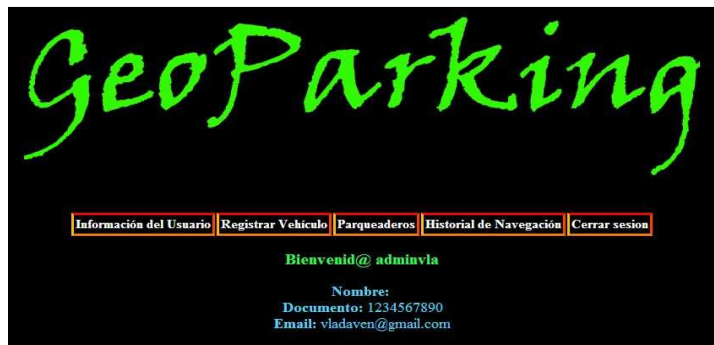 GeoParking
Información del Usuario Registrar Vehículo Parqueaderos Historial de Navegación Cerrar sesion
Bienvenid@ adminvla
Nombre:
Documento: 1234567890
Email: vladaven@gmail.com